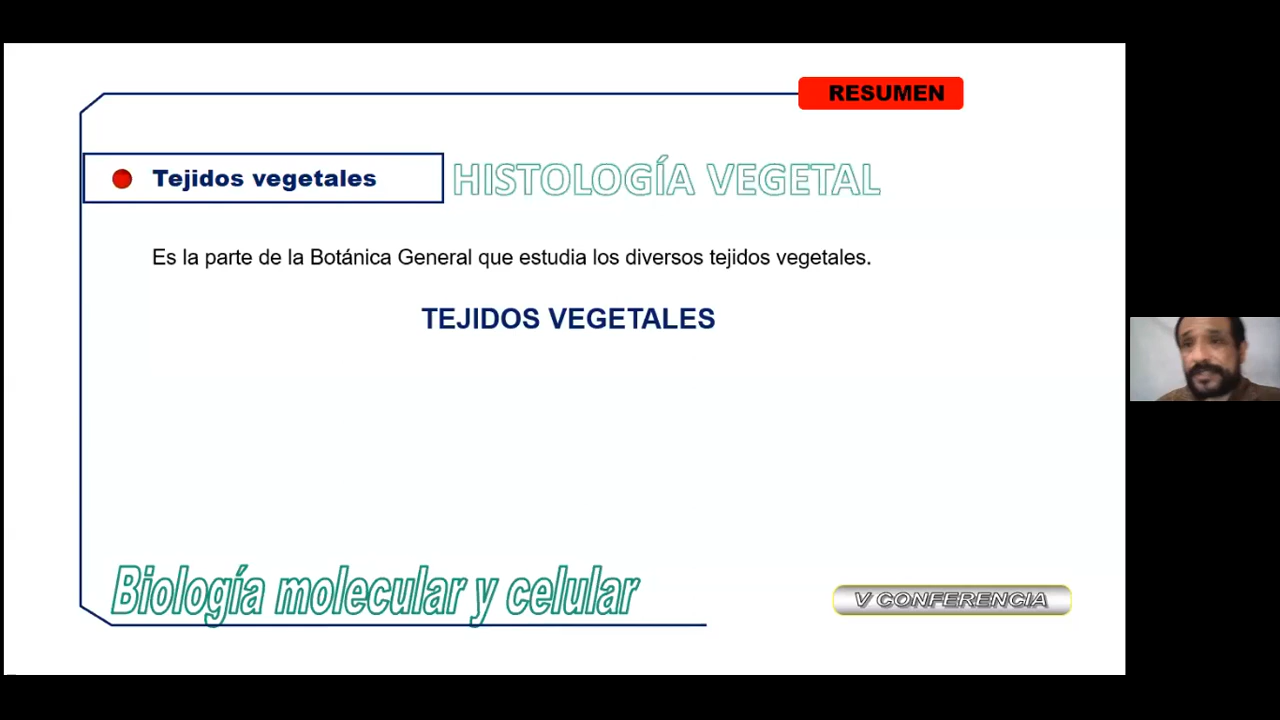 RESUMEN
Tejidos vegetales
HISTOLOGÍA VEGETAL
Es la parte de la Botánica General que estudia los diversos tejidos vegetales.
TEJIDOS VEGETALES
Biología molecular y celular
V CONFERENCIA